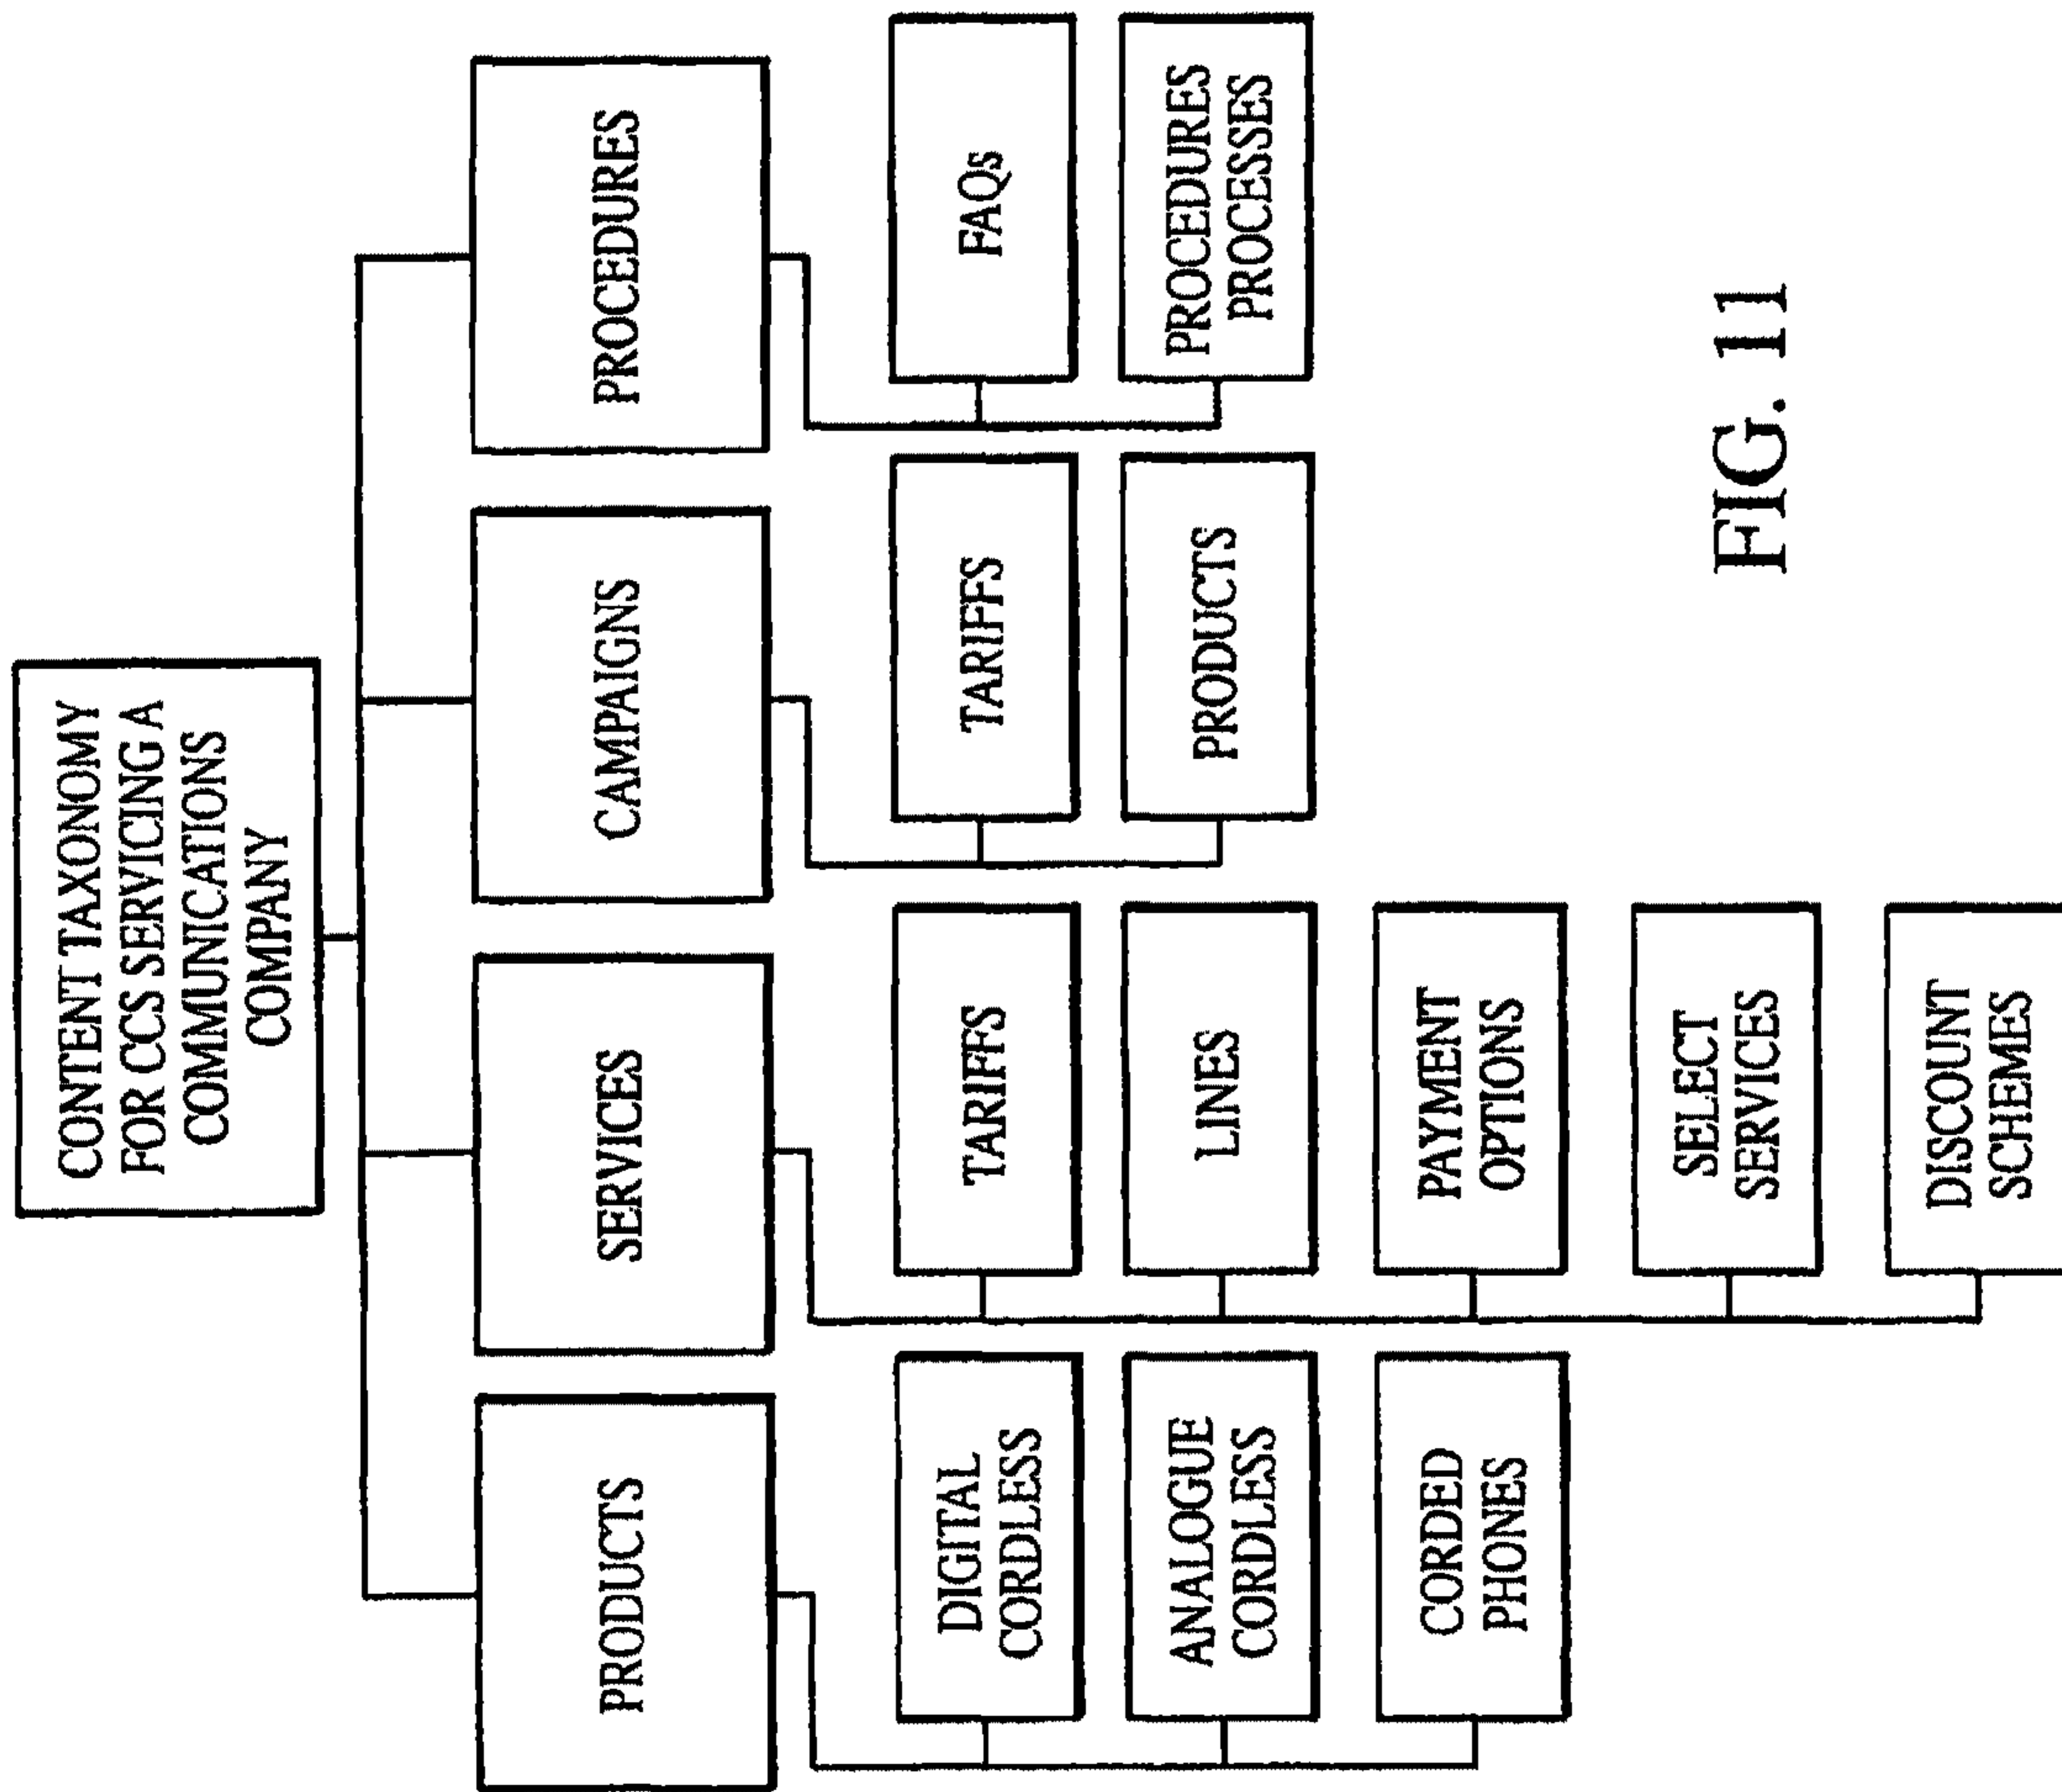 CONTENT TAXONOMY
FOR CCS SERVICING A
COMMUNICATIONS
COMPANY
PRODUCTS
SERVICES
CAMPAIGNS
PROCEDURES
DIGITAL
CORDLESS
ANALOGUE
CORDLESS
CORDED
PHONES
TARIFFS
LINES
PAYMENT
OPTIONS
SELECT
SERVICES
DISCOUNT
SCHEMES
TARIFFS
PRODUCTS
FAQs
PROCEDURES
PROCESSES
FIG. 11